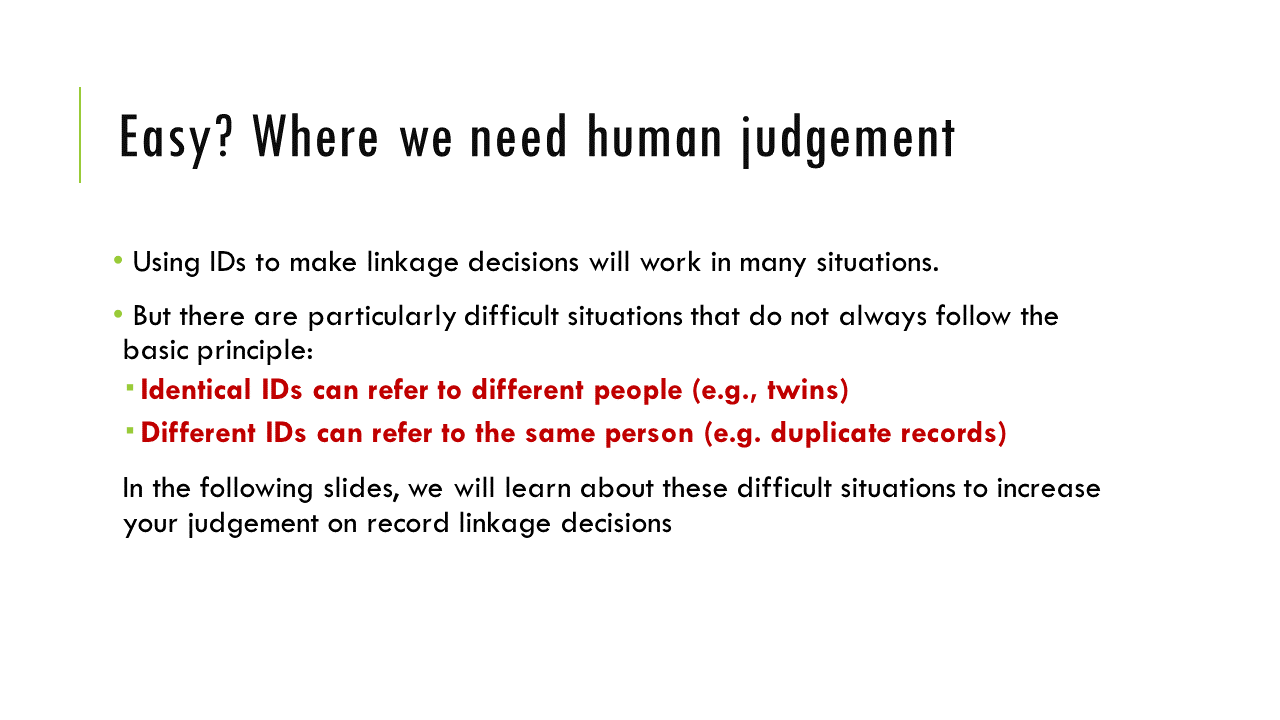 Easy? Where we need human judgement
• Using IDs to make linkage decisions will work in many situations.
• But there are particularly difficult situations that do not always follow the
basic principle:
▪ Identical IDs can refer to different people (e.g., twins)
▪ Different IDs can refer to the same person (e.g. duplicate records)
In the following slides, we will learn about these difficult situations to increase
your judgement on record linkage decisions